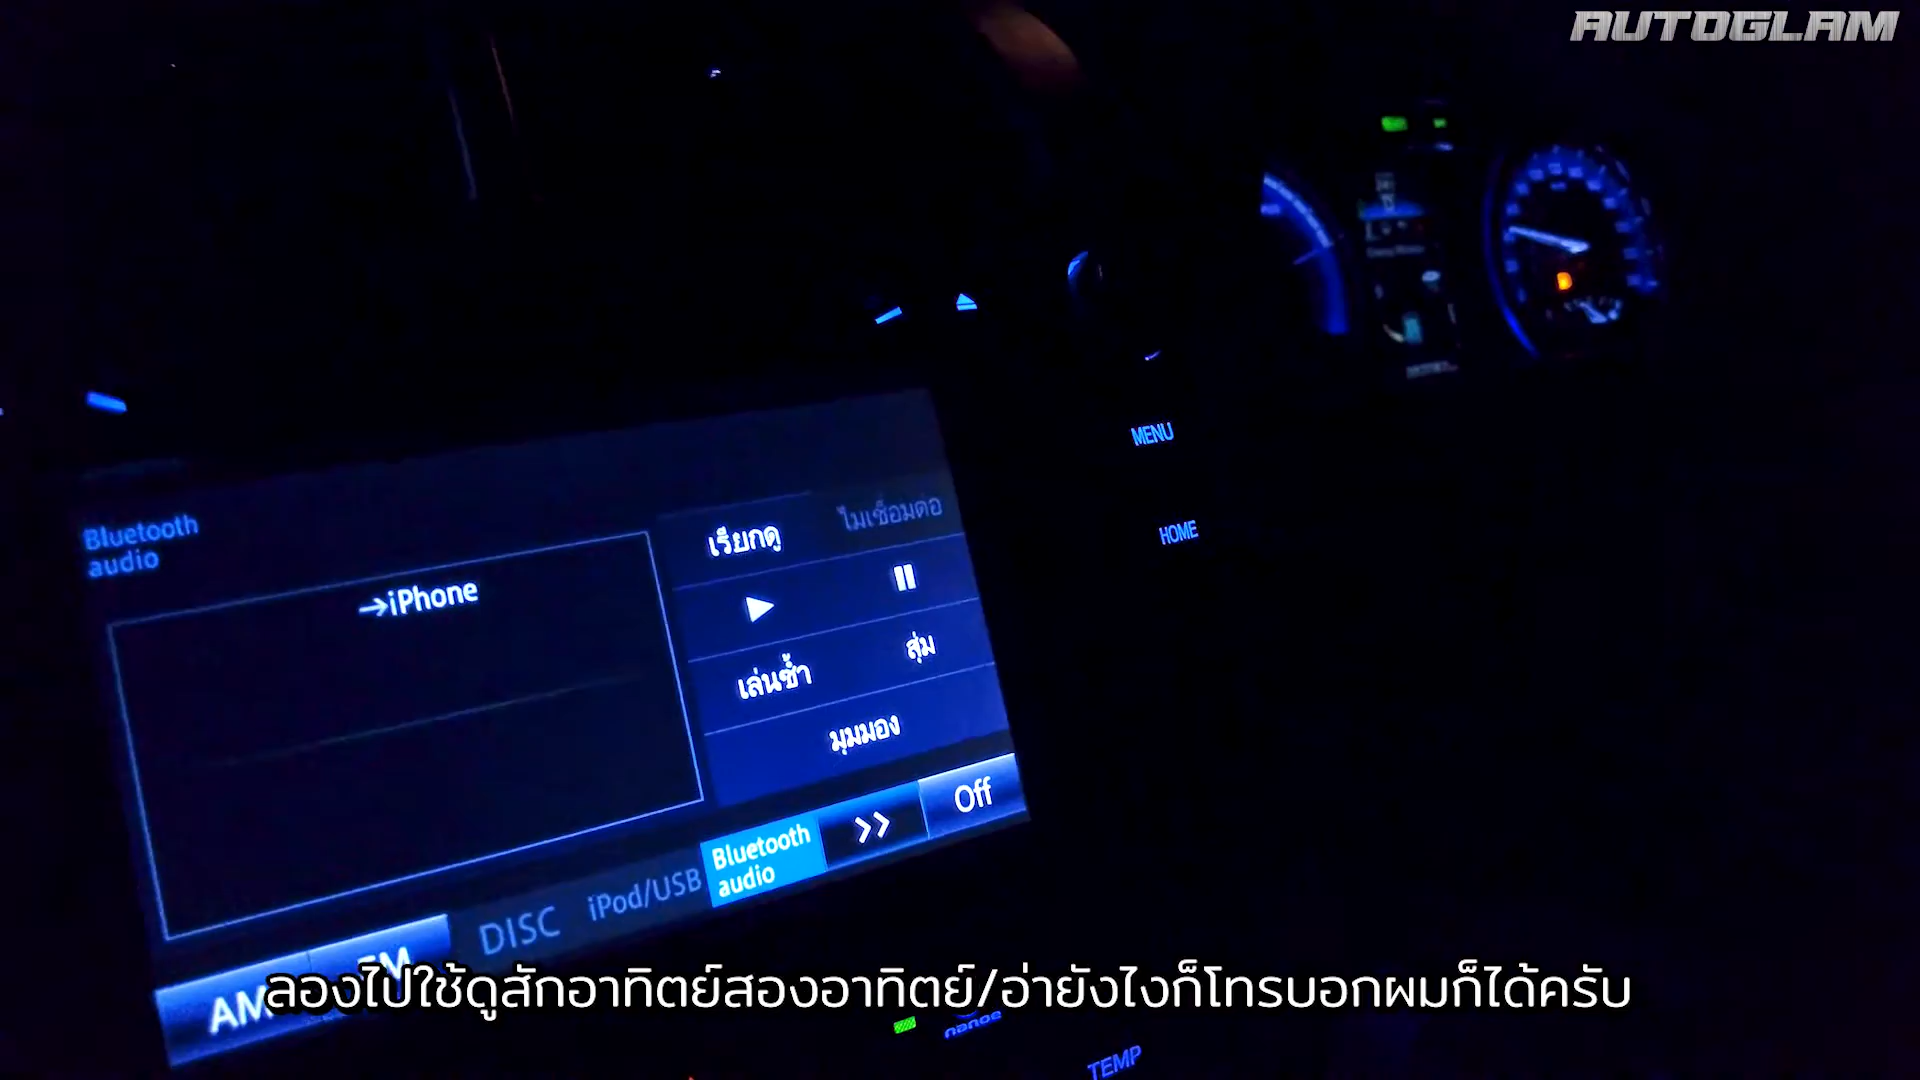 AUTOGLAM
MENU
HOME
Bluetooth
audio
→iPhone
เรียกดู
ไม่เชื่อมต่อ
เล่นซ้ำ
สุ่ม
มุมมอง
AM
FM
DISC
iPod/USB
Bluetooth
audio
>>
Off
ลองไปใช้ดูสักอาทิตย์สองอาทิตย์/อ่ายังไงก็โทรบอกผมก็ได้ครับ
nanoe
TEMP